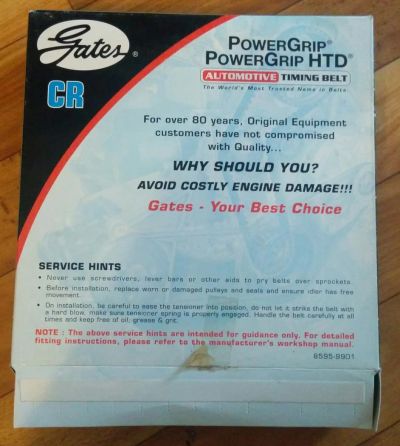 Gates®
CR
POWERGRIP®
POWERGRIP HTD®
AUTOMOTIVE TIMING BELT
The World's Most Trusted Name in Belts.
For over 80 years, Original Equipment
customers have not compromised
with Quality...
WHY SHOULD YOU?
AVOID COSTLY ENGINE DAMAGE!!!
Gates - Your Best Choice
SERVICE HINTS
• Never use screwdrivers, lever bars or other aids to pry belts over sprockets.
• Before installation, replace worn or damaged pulleys and seals and ensure idler has free
movement.
• On installation, be careful to ease the tensioner into position, do not let it strike the belt with
a hard blow, make sure tensioner spring is properly engaged. Handle the belt carefully at all
times and keep free of oil, grease & grit.
NOTE : The above service hints are intended for guidance only. For detailed
fitting instructions, please refer to the manufacturer's workshop manual.
8595-9901